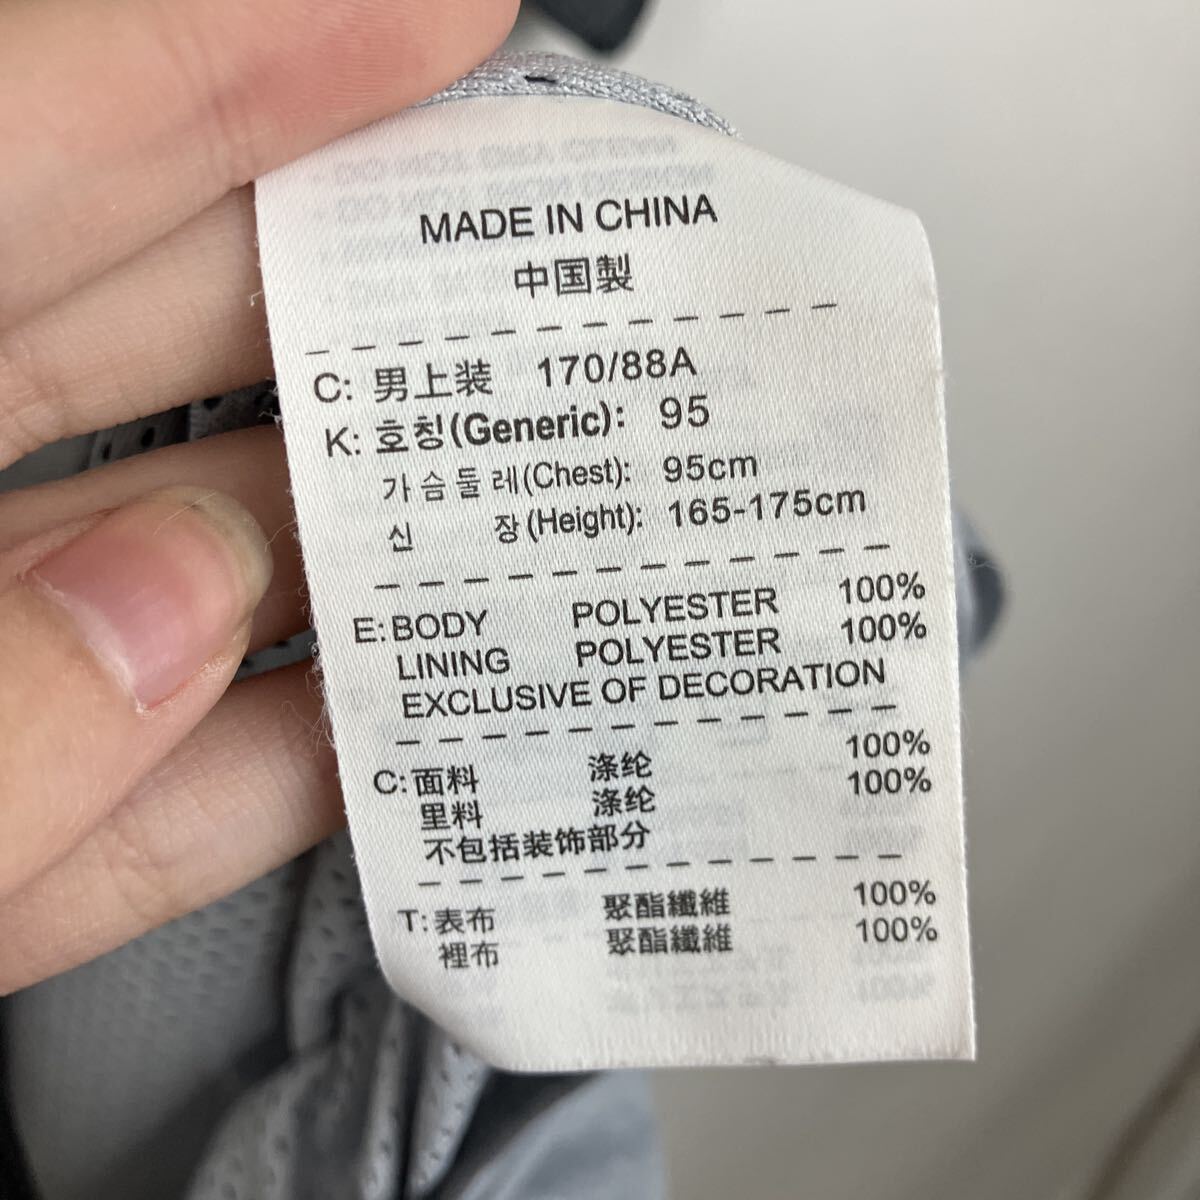 MADE IN CHINA
中国製
C: 男上装 170/88A
K: 호칭(Generic): 95
가슴둘레(Chest): 95cm
신 장(Height): 165-175cm
E: BODY POLYESTER 100%
LINING POLYESTER 100%
EXCLUSIVE OF DECORATION
C: 面料 涤纶 100%
里料 涤纶 100%
不包括装饰部分
T: 表布 聚酯纖維 100%
裡布 聚酯纖維 100%